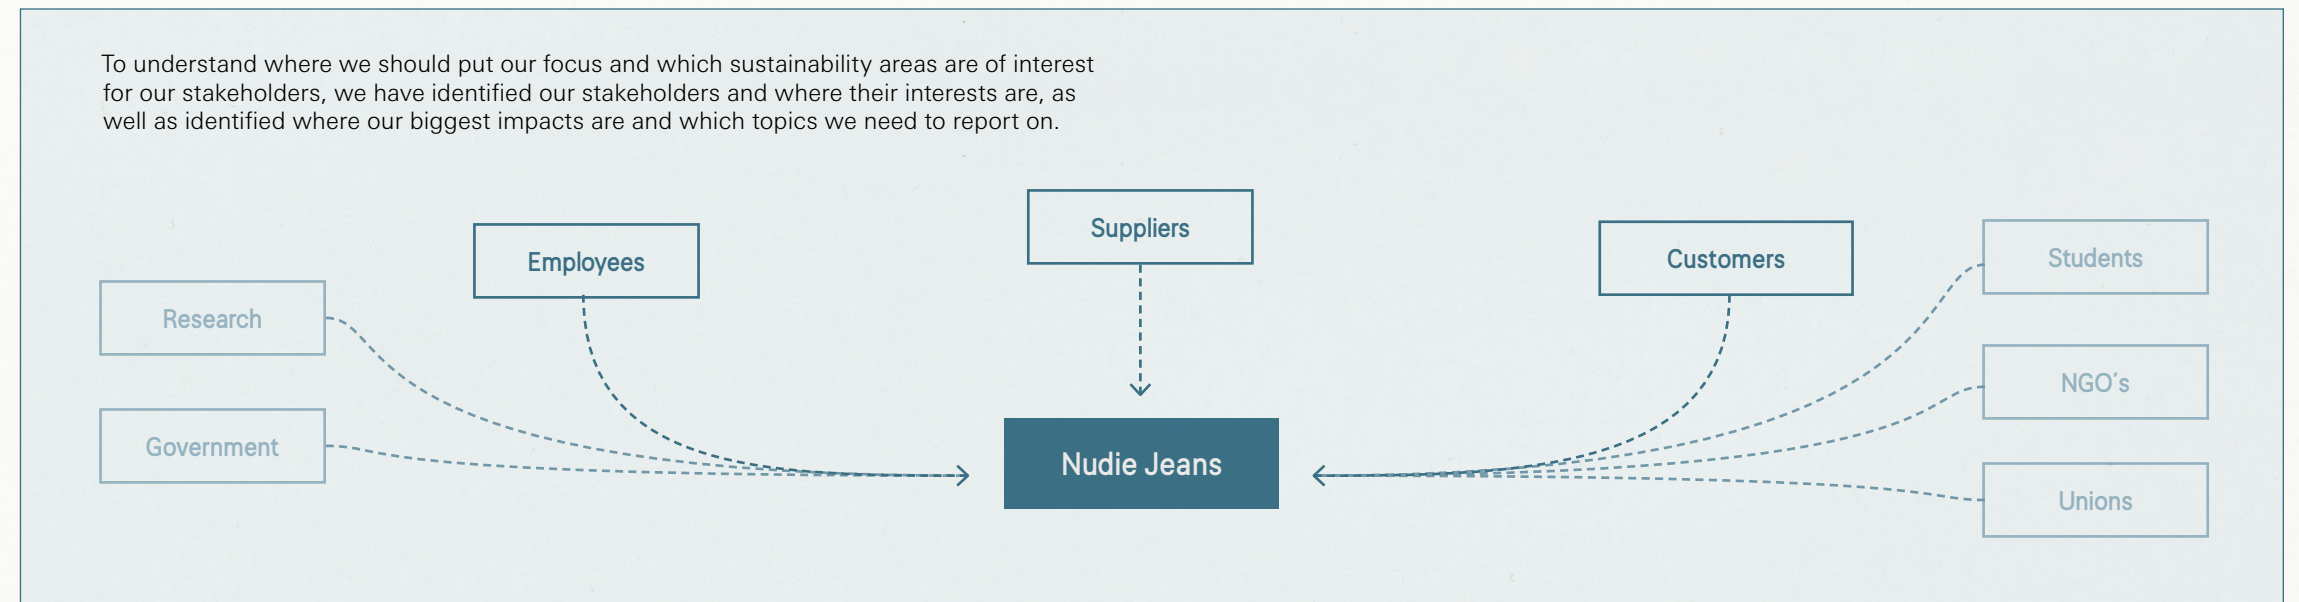 To understand where we should put our focus and which sustainability areas are of interest
for our stakeholders, we have identified our stakeholders and where their interests are, as
well as identified where our biggest impacts are and which topics we need to report on.
Suppliers
Employees
Customers
Students
Research
NGO´s
Government
Nudie Jeans
Unions